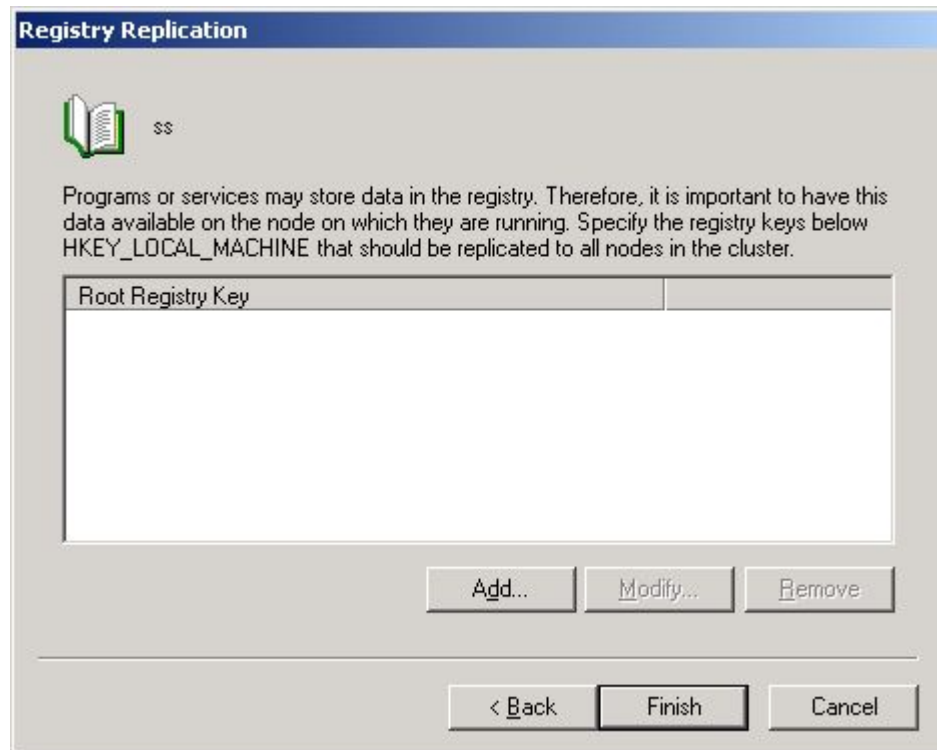 Registry Replication
ss
Programs or services may store data in the registry. Therefore, it is important to have this
data available on the node on which they are running. Specify the registry keys below
HKEY_LOCAL_MACHINE that should be replicated to all nodes in the cluster.
Root Registry Key
Add... Modify... Remove
< Back Finish Cancel